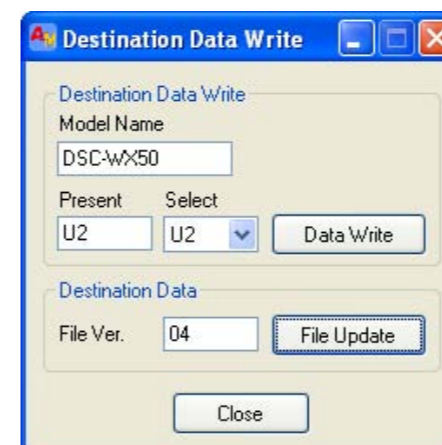 Destination Data Write
Destination Data Write
Model Name
DSC-WX50
Present Select
U2 U2 Data Write
Destination Data
File Ver. 04 File Update
Close